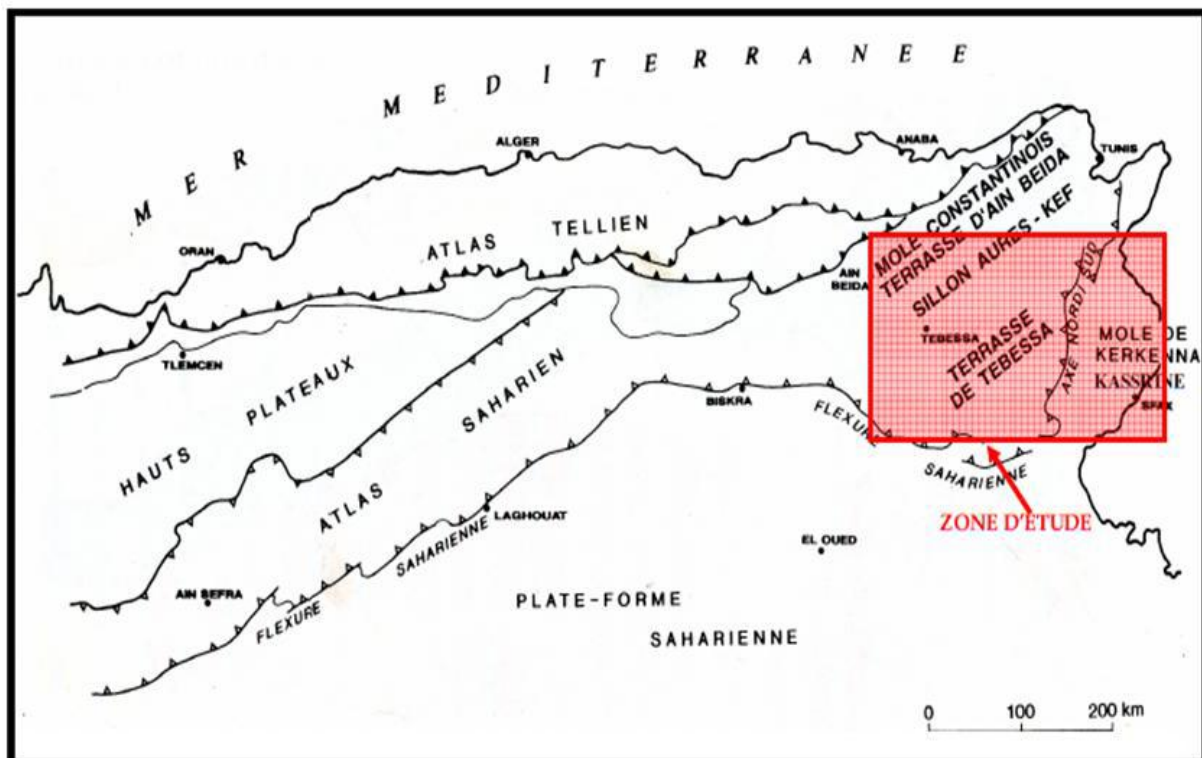 MER MEDITERRANEE
ALGER
ANABA
TUNIS
ORAN
ATLAS TELLIEN
MOLE CONSTANTINOIS
TERRASSE D'AIN BEIDA
SILLON AURES - KEF
AIN
BEIDA
TEBESSA
TERRASSE
DE TEBESSA
AXE NORD SUD
MOLE DE
KERKENNA
KASSRINE
SFAX
TLEMCEN
HAUTS PLATEAUX
ATLAS SAHARIEN
BISKRA
FLEXURE SAHARIENNE
ZONE D'ÉTUDE
LAGHOUAT
EL OUED
AIN SEFRA
FLEXURE SAHARIENNE
PLATE-FORME
SAHARIENNE
0 100 200 km